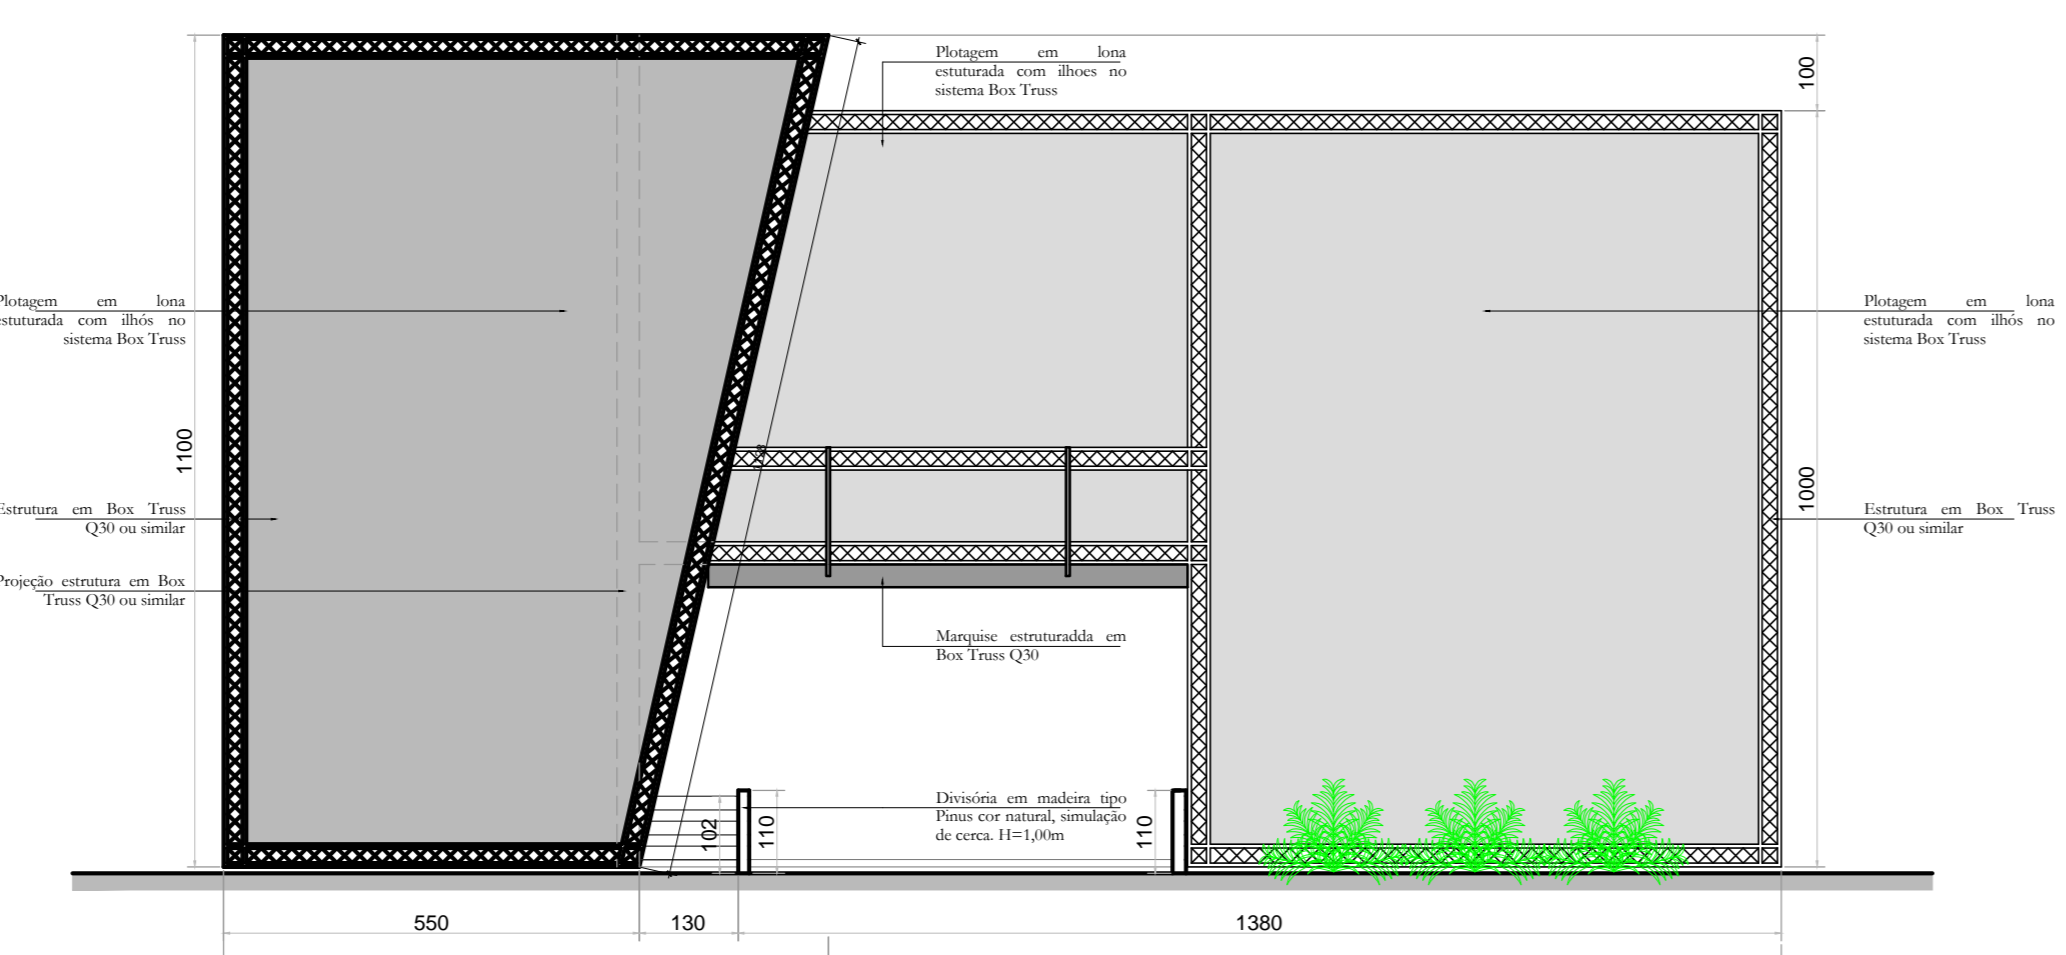 Plotagem em lona
estuturada com ilhoes no
sistema Box Truss
100
Plotagem em lona
estuturada com ilhós no
sistema Box Truss
Plotagem em lona
estuturada com ilhós no
sistema Box Truss
1100
1000
Estrutura em Box Truss
Q30 ou similar
Estrutura em Box Truss
Q30 ou similar
Projeção estrutura em Box
Truss Q30 ou similar
Marquise estruturadda em
Box Truss Q30
Divisória em madeira tipo
Pinus cor natural, simulação
de cerca. H=1,00m
102
110
110
550
130
1380